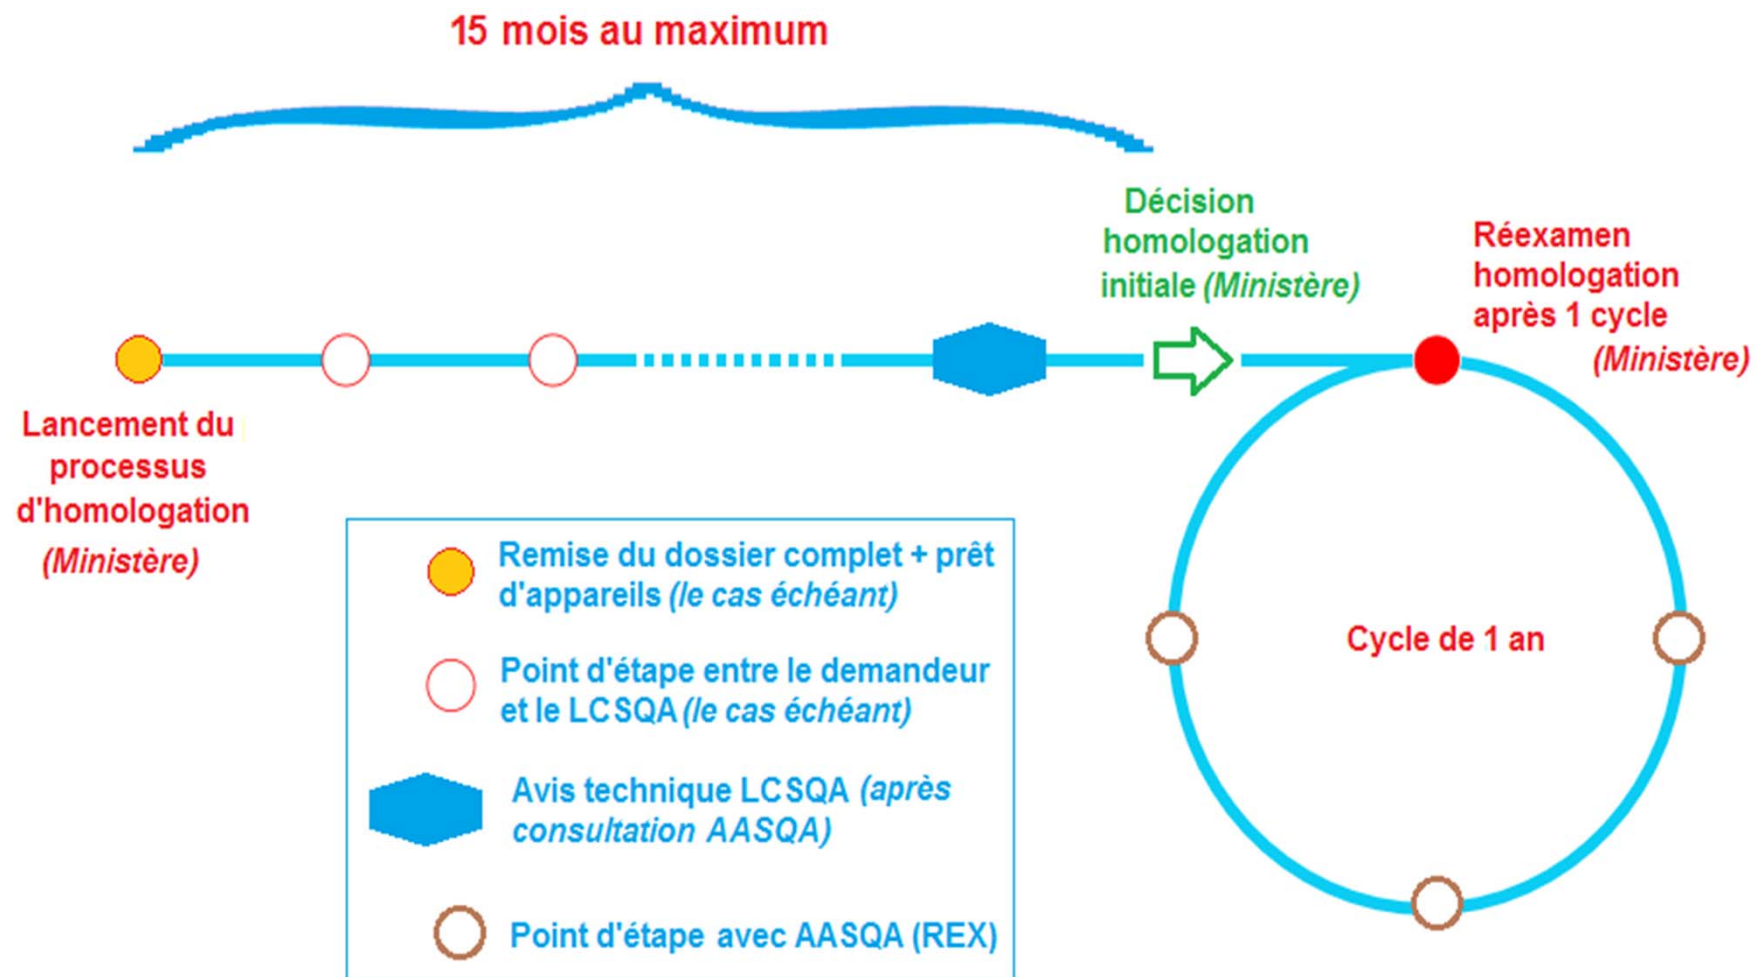 15 mois au maximum
Décision
homologation
initiale (Ministère)
Réexamen
homologation
après 1 cycle
(Ministère)
Lancement du
processus
d'homologation
(Ministère)
Cycle de 1 an
Remise du dossier complet + prêt
d'appareils (le cas échéant)
Point d'étape entre le demandeur
et le LCSQA (le cas échéant)
Avis technique LCSQA (après
consultation AASQA)
Point d'étape avec AASQA (REX)